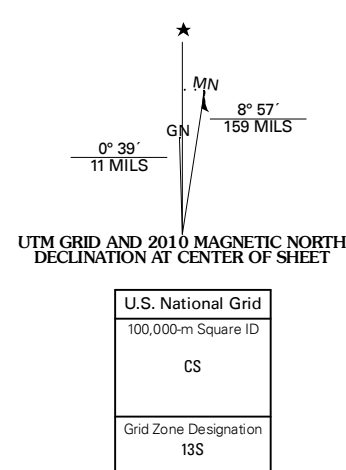 MN
8° 57´
159 MILS
GN
0° 39´
11 MILS
UTM GRID AND 2010 MAGNETIC NORTH
DECLINATION AT CENTER OF SHEET
U.S. National Grid
100,000-m Square ID
CS
Grid Zone Designation
13S